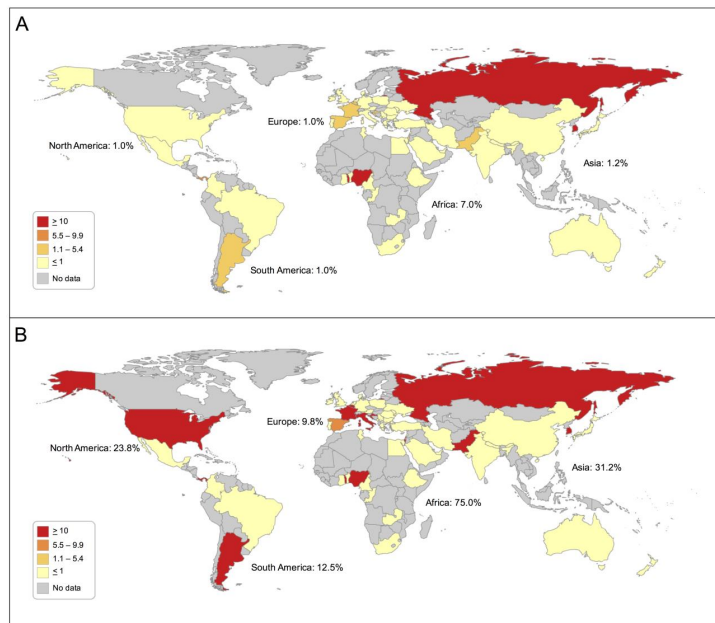 A
Europe: 1.0%
North America: 1.0%
Asia: 1.2%
Africa: 7.0%
≥ 10
5.5 – 9.9
1.1 – 5.4
≤ 1
No data
South America: 1.0%
B
Europe: 9.8%
North America: 23.8%
Asia: 31.2%
Africa: 75.0%
≥ 10
5.5 – 9.9
1.1 – 5.4
≤ 1
No data
South America: 12.5%